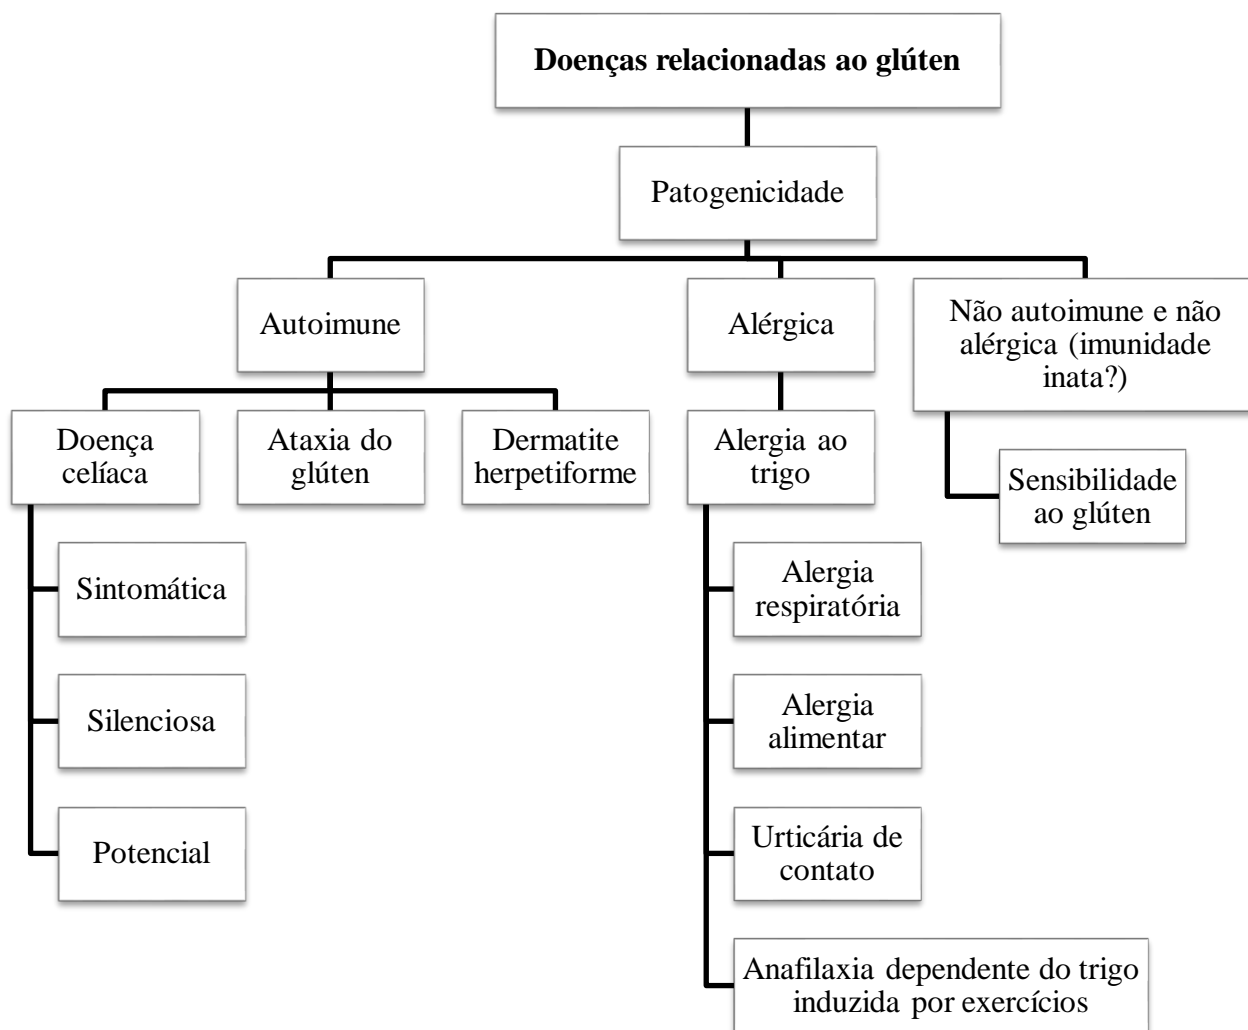 Doenças relacionadas ao glúten
Patogenicidade
Autoimune
Alérgica
Não autoimune e não
alérgica (imunidade
inata?)
Doença
celíaca
Ataxia do
glúten
Dermatite
herpetiforme
Alergia ao
trigo
Sensibilidade
ao glúten
Sintomática
Silenciosa
Potencial
Alergia
respiratória
Alergia
alimentar
Urticária de
contato
Anafilaxia dependente do trigo
induzida por exercícios